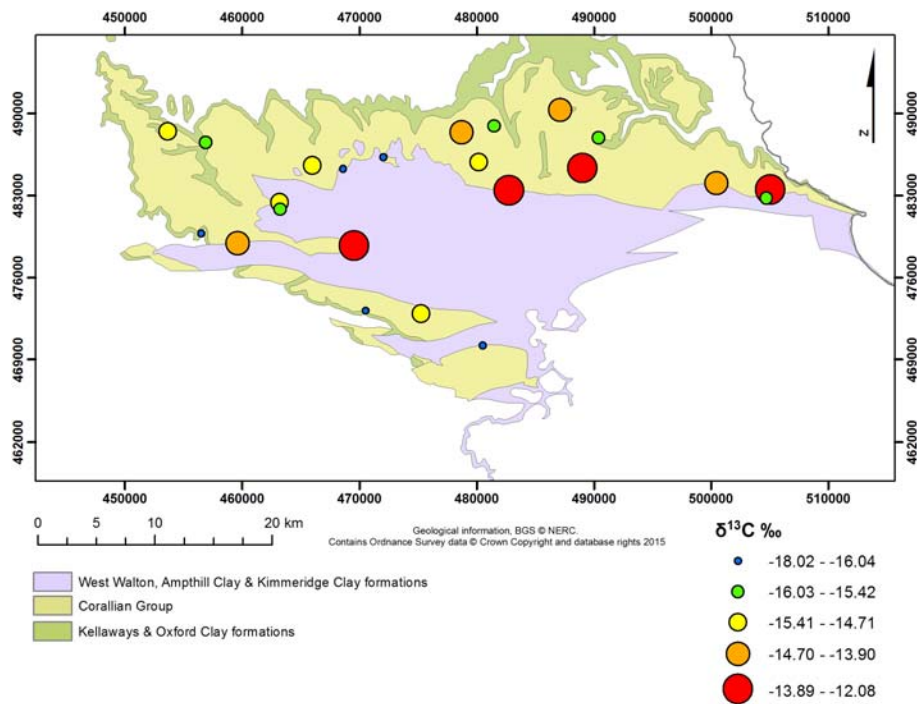 450000 460000 470000 480000 490000 500000 510000
490000 490000
483000 483000
476000 476000
469000 469000
462000 462000
N
450000 460000 470000 480000 490000 500000 510000
0 5 10 20 km
Geological information, BGS © NERC.
Contains Ordnance Survey data © Crown Copyright and database rights 2015
West Walton, Ampthill Clay & Kimmeridge Clay formations
Corallian Group
Kellaways & Oxford Clay formations
δ¹³C ‰
-18.02 - -16.04
-16.03 - -15.42
-15.41 - -14.71
-14.70 - -13.90
-13.89 - -12.08